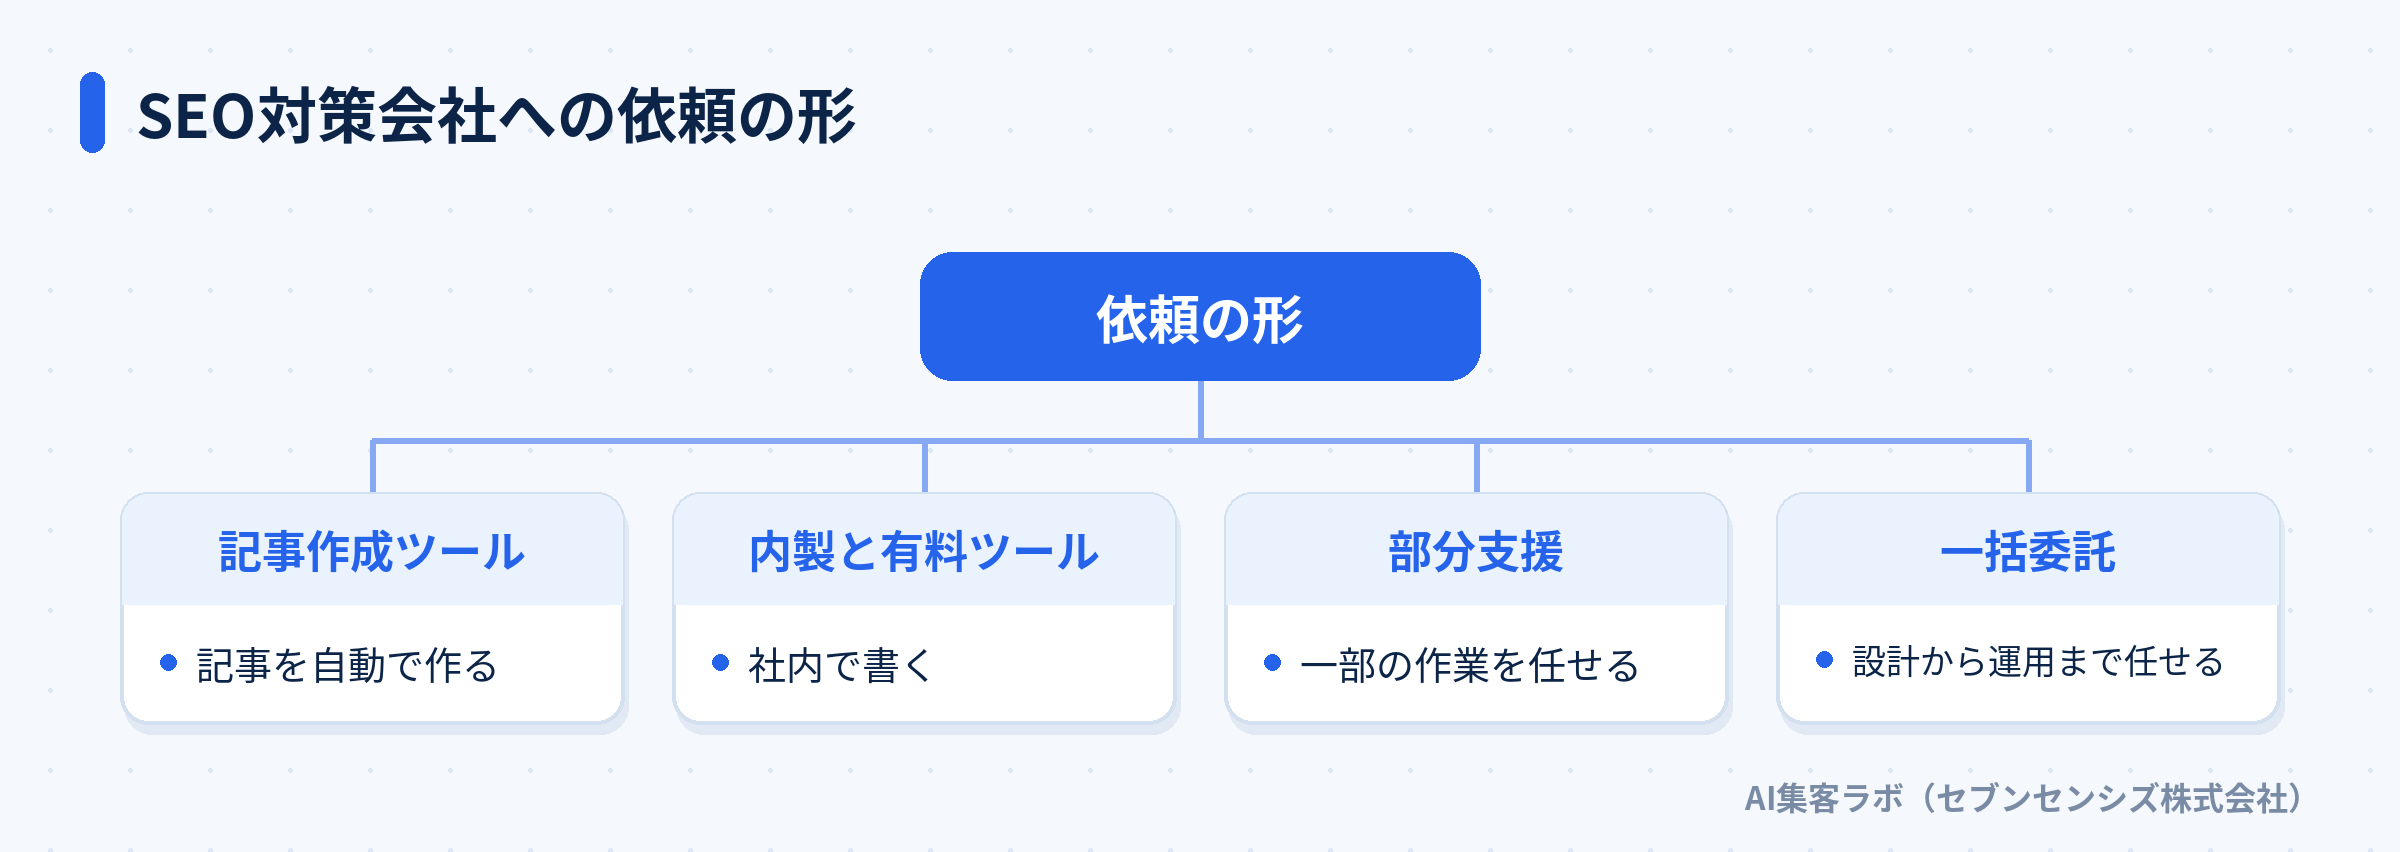 SEO対策会社への依頼の形
依頼の形
記事作成ツール
記事を自動で作る
内製と有料ツール
社内で書く
部分支援
一部の作業を任せる
一括委託
設計から運用まで任せる
AI集客ラボ（セブンセンシズ株式会社）